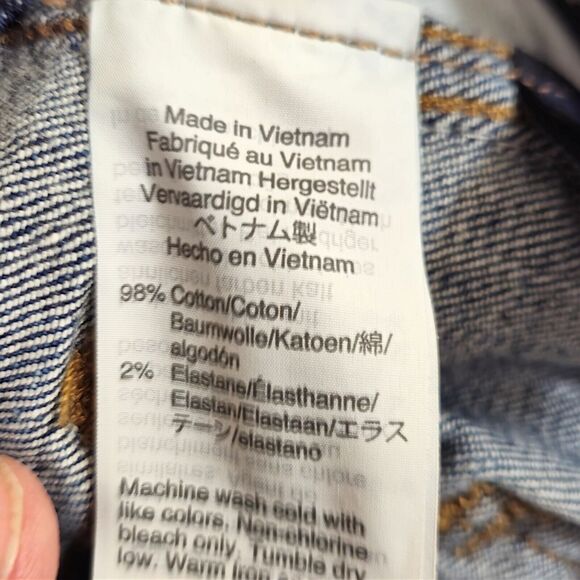 Made in Vietnam
Fabriqué au Vietnam
in Vietnam Hergestellt
Vervaardigd in Viëtnam
ベトナム製
Hecho en Vietnam
98% Cotton/Coton/
Baumwolle/Katoen/綿/
algodón
2% Elastane/Élasthanne/
Elastan/Elastaan/エラス
テーン/elastano
Machine wash cold with
like colors. Non-chlorine
bleach only. Tumble dry
low. Warm iron